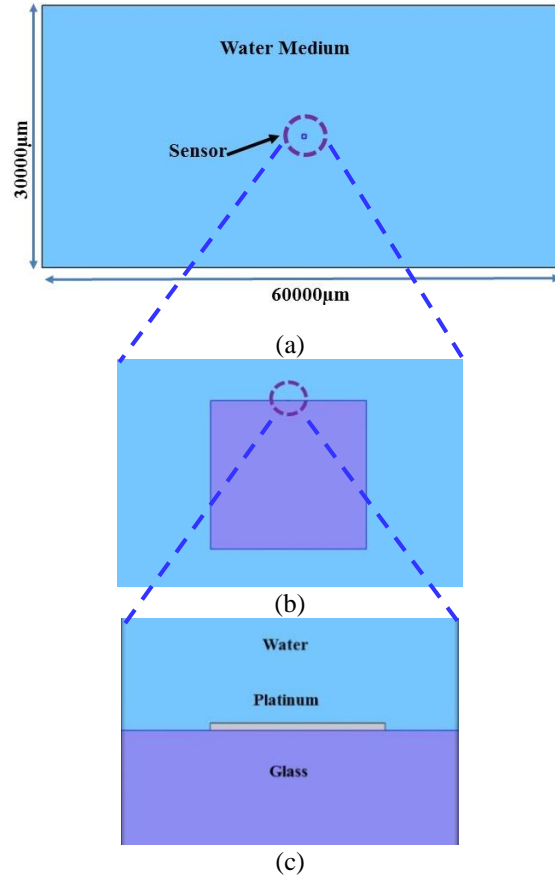 Water Medium
Sensor
30000μm
60000μm
(a)
(b)
Water
Platinum
Glass
(c)